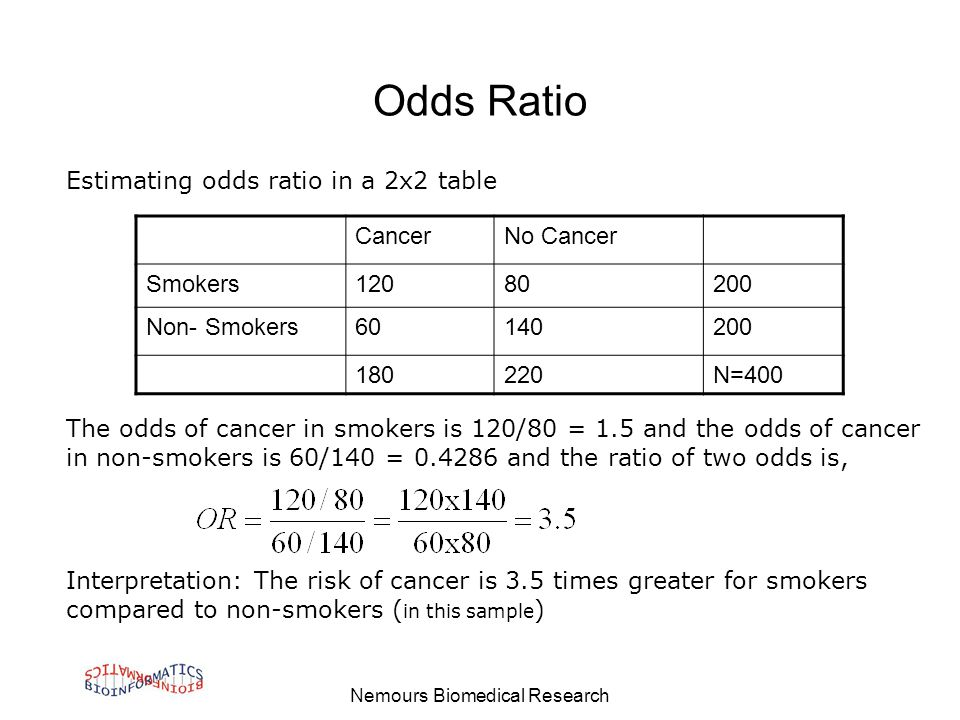 Odds Ratio
Estimating odds ratio in a 2x2 table
Cancer No Cancer
Smokers 120 80 200
Non- Smokers 60 140 200
180 220 N=400
The odds of cancer in smokers is 120/80 = 1.5 and the odds of cancer
in non-smokers is 60/140 = 0.4286 and the ratio of two odds is,
OR = (120/80)/(60/140) = (120x140)/(60x80) = 3.5
Interpretation: The risk of cancer is 3.5 times greater for smokers
compared to non-smokers (in this sample)
BIOINFORMATICS
Nemours Biomedical Research